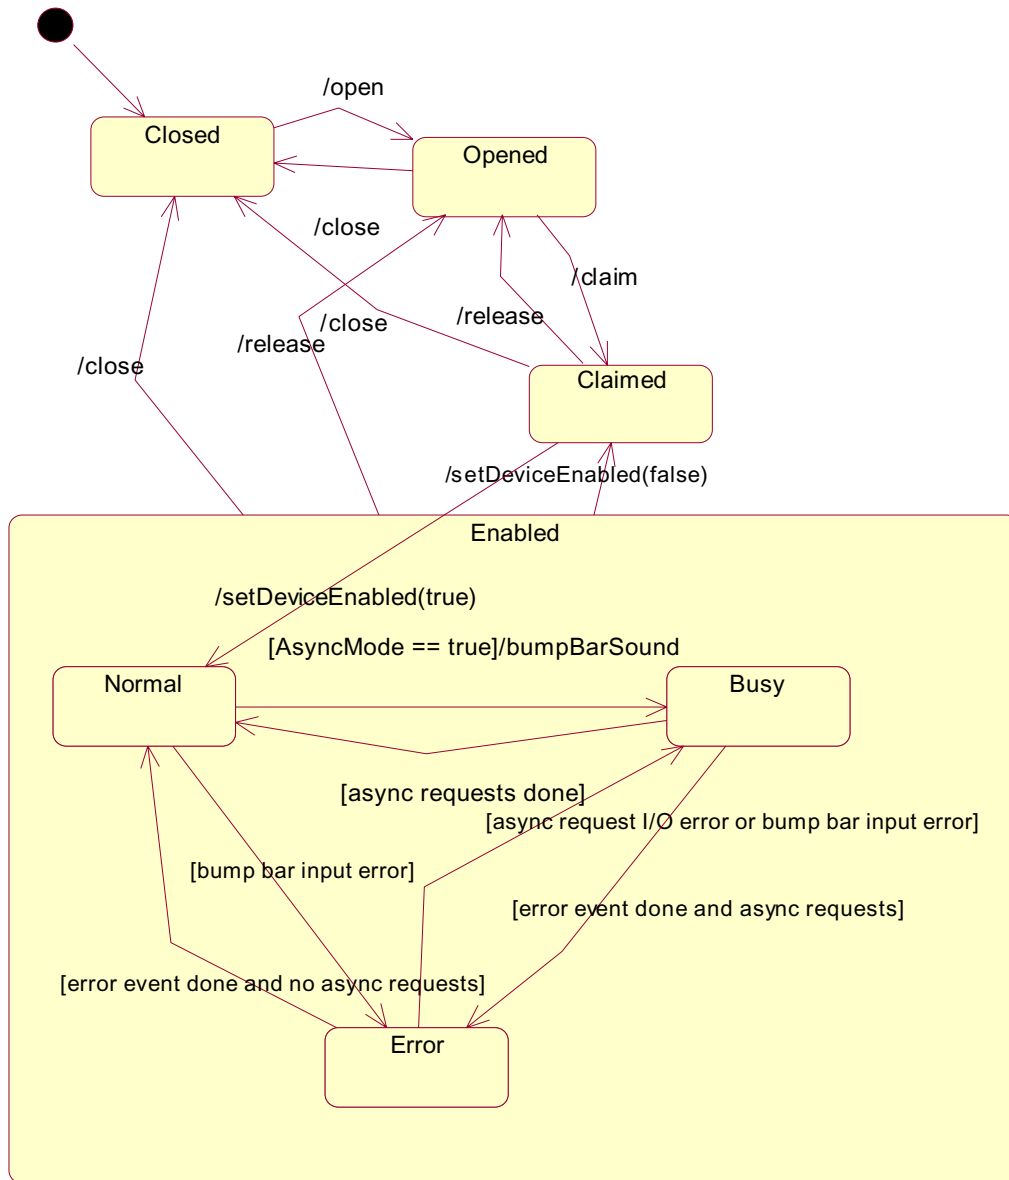 /open
Closed
Opened
/close
/claim
/release
/close
/release
/close
Claimed
/setDeviceEnabled(false)
Enabled
/setDeviceEnabled(true)
[AsyncMode == true]/bumpBarSound
Normal
Busy
[async requests done]
[async request I/O error or bump bar input error]
[bump bar input error]
[error event done and async requests]
[error event done and no async requests]
Error